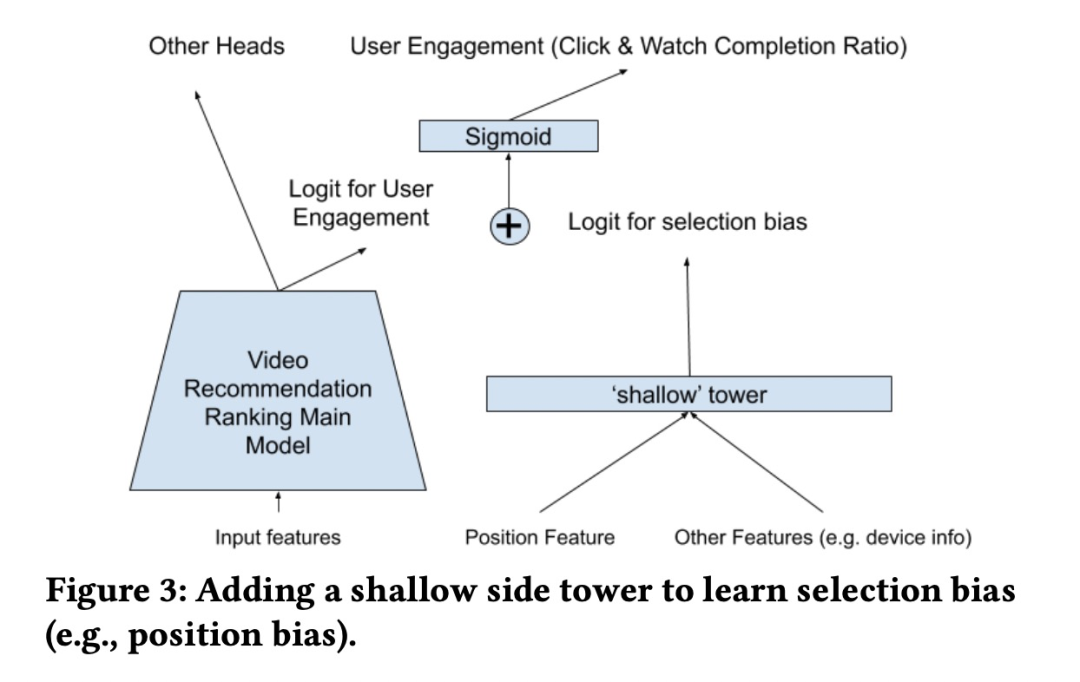 Other Heads
User Engagement (Click & Watch Completion Ratio)
Sigmoid
Logit for User
Engagement
+
Logit for selection bias
Video
Recommendation
Ranking Main
Model
‘shallow’ tower
Input features
Position Feature
Other Features (e.g. device info)
Figure 3: Adding a shallow side tower to learn selection bias
(e.g., position bias).